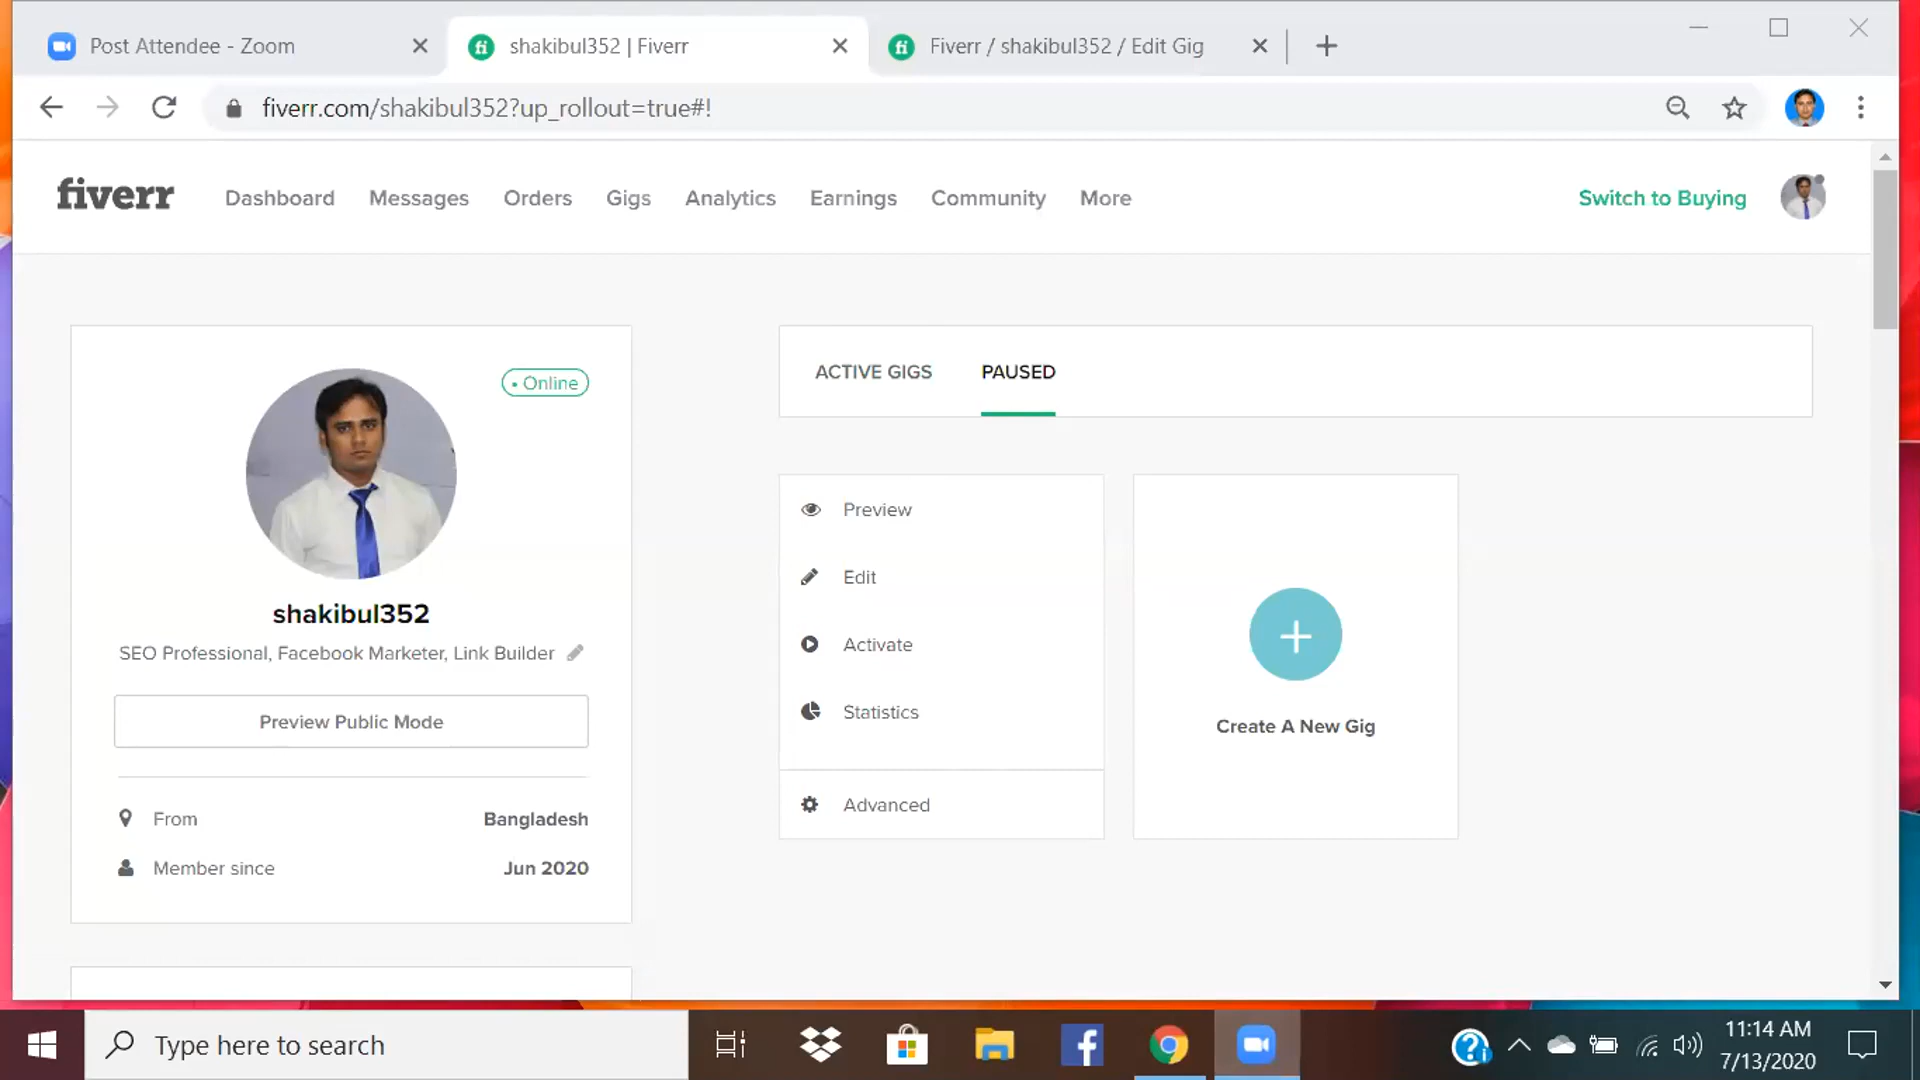 Post Attendee - Zoom
shakibul352 | Fiverr
Fiverr / shakibul352 / Edit Gig
fiverr.com/shakibul352?up_rollout=true#!
fiverr
Dashboard
Messages
Orders
Gigs
Analytics
Earnings
Community
More
Switch to Buying
• Online
shakibul352
SEO Professional, Facebook Marketer, Link Builder
Preview Public Mode
From
Bangladesh
Member since
Jun 2020
ACTIVE GIGS
PAUSED
Preview
Edit
Activate
Statistics
Advanced
Create A New Gig
Type here to search
11:14 AM
7/13/2020